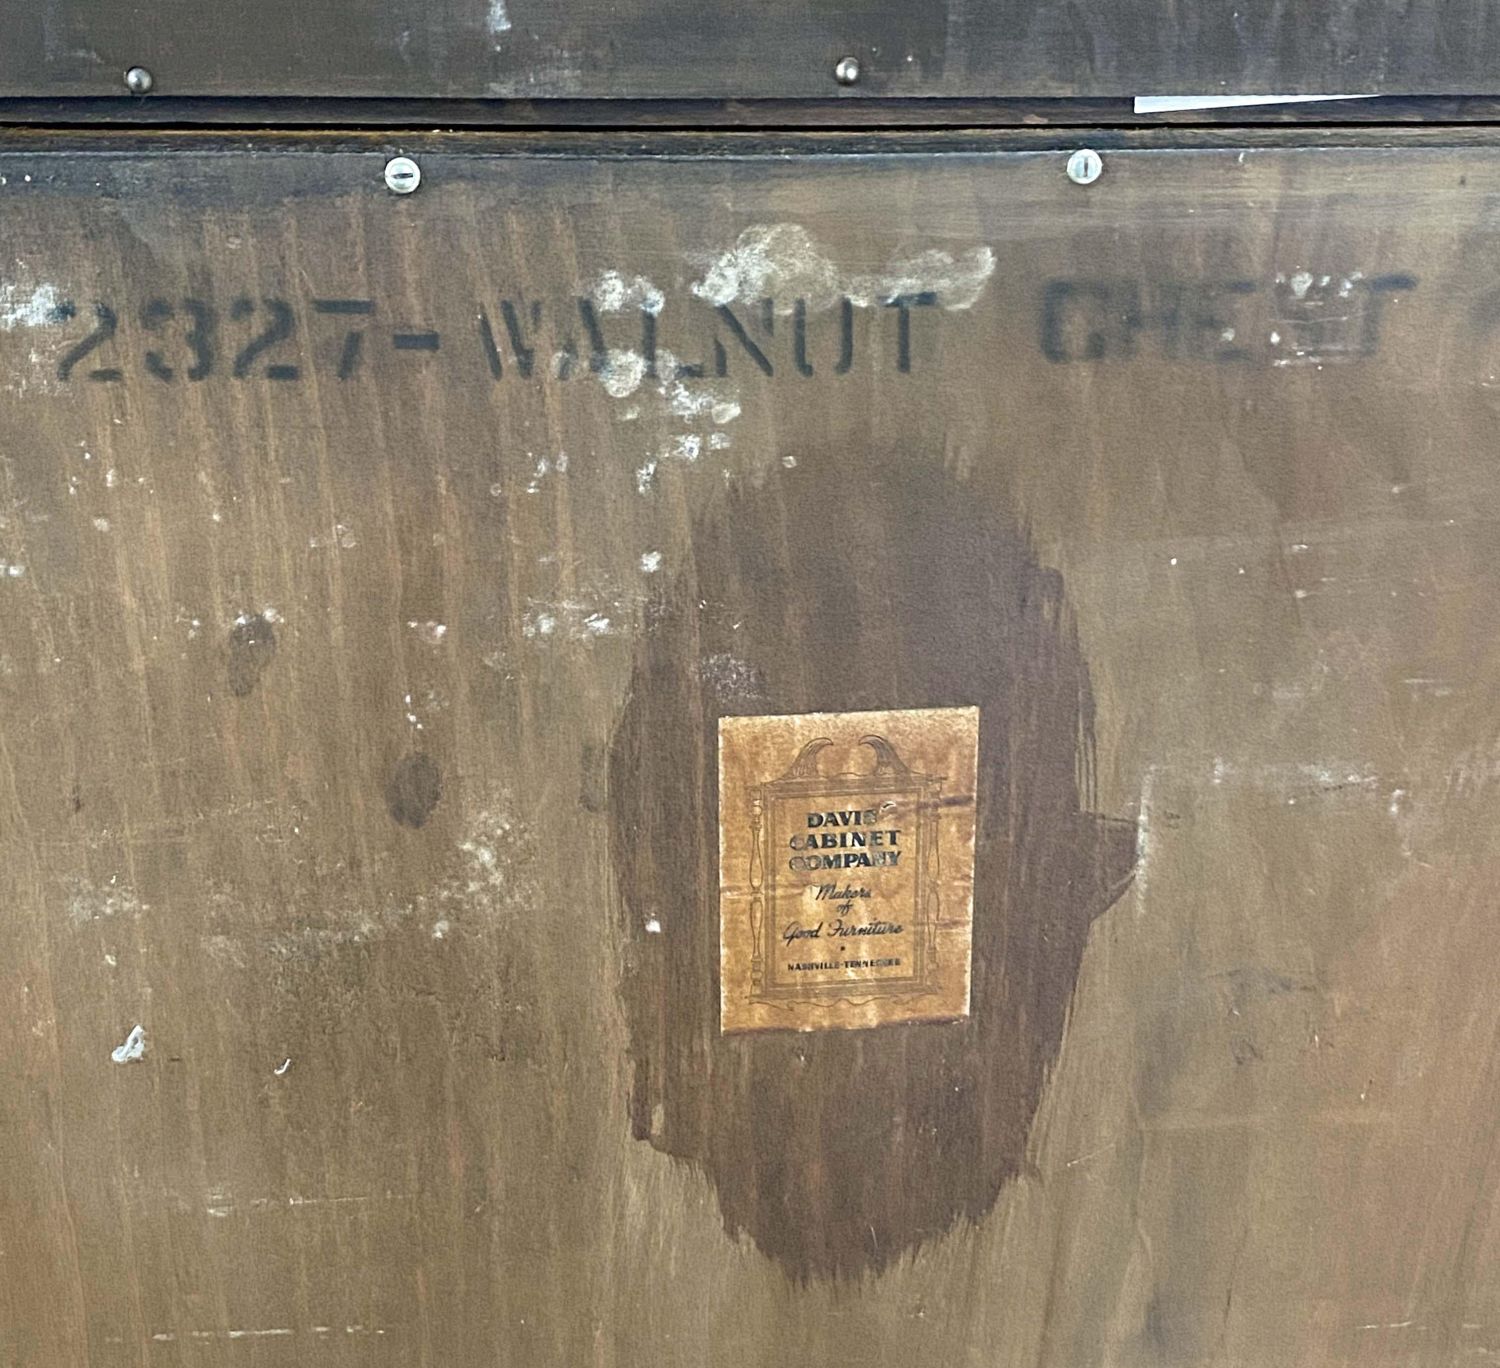 2327-WALNUT CHEST
DAVIS
CABINET
COMPANY
Makers
of
Good Furniture
NASHVILLE-TENNESSEE